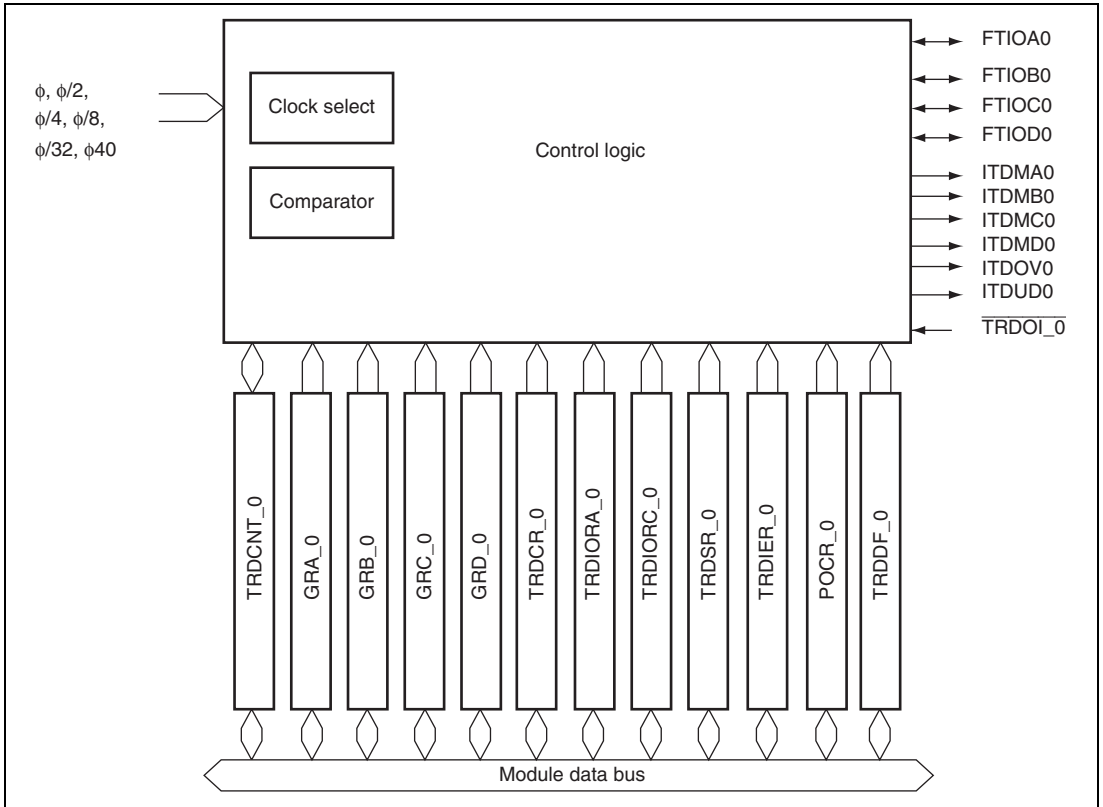 ϕ, ϕ/2,
ϕ/4, ϕ/8,
ϕ/32, ϕ40
Clock select
Comparator
Control logic
FTIOA0
FTIOB0
FTIOC0
FTIOD0
ITDMA0
ITDMB0
ITDMC0
ITDMD0
ITDOV0
ITDUD0
TRDOI_0
TRDCNT_0
GRA_0
GRB_0
GRC_0
GRD_0
TRDCR_0
TRDIORA_0
TRDIORC_0
TRDSR_0
TRDIER_0
POCR_0
TRDDF_0
Module data bus